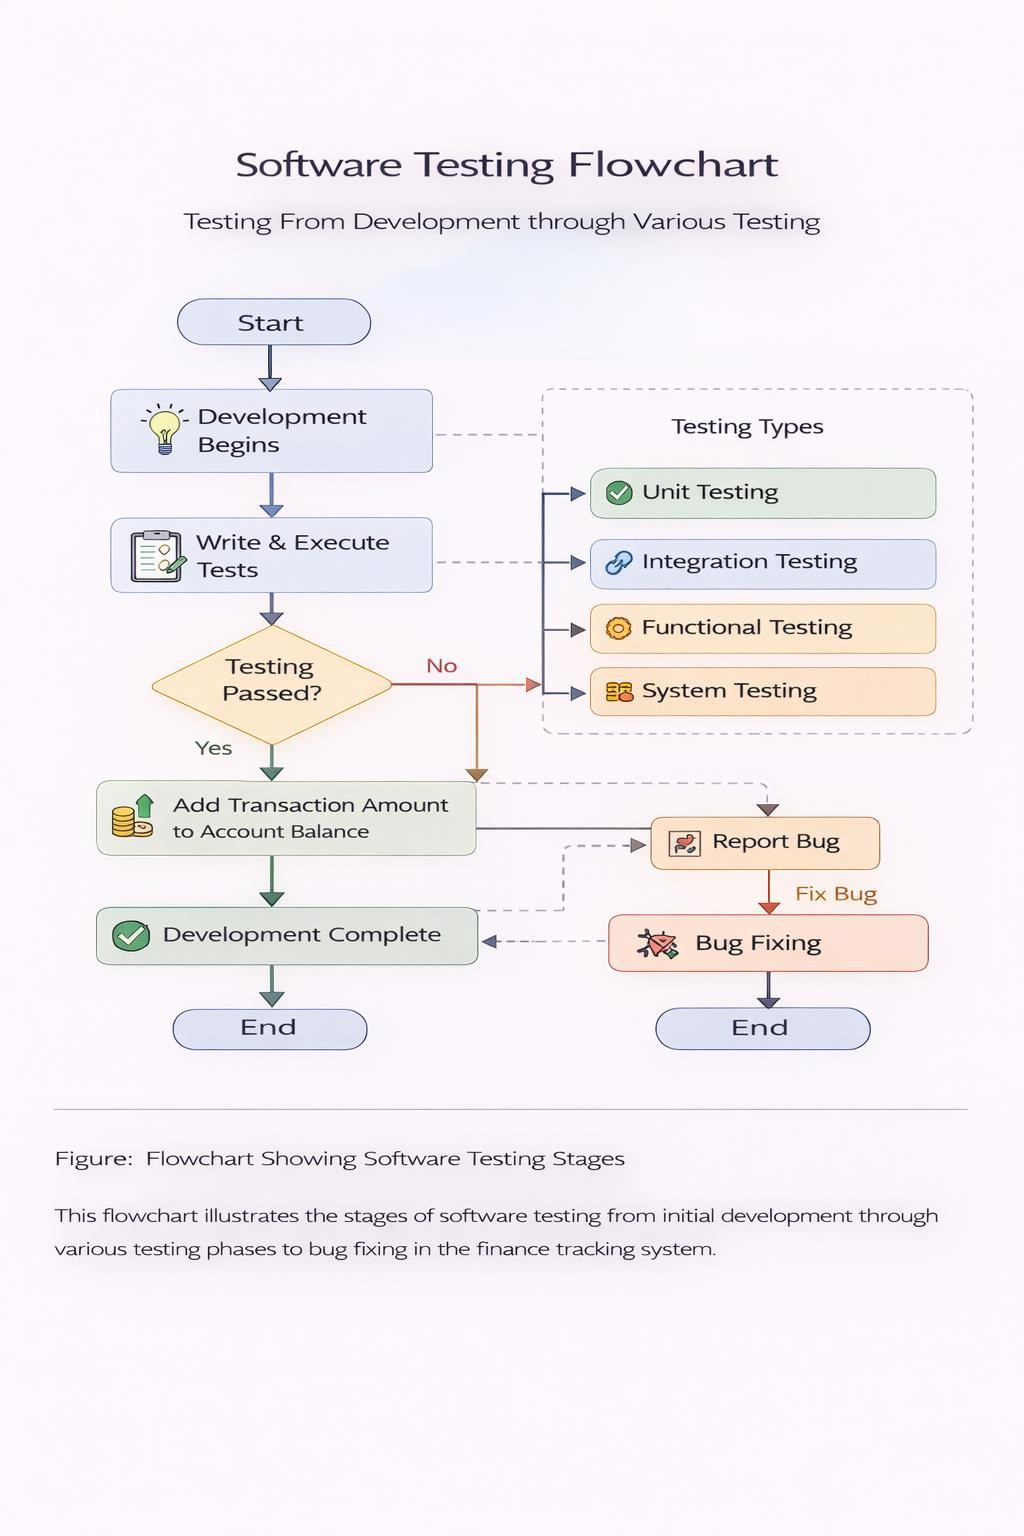 Software Testing Flowchart
Testing From Development through Various Testing
Start
Development
Begins
Testing Types
Unit Testing
Write & Execute
Tests
Integration Testing
Functional Testing
Testing
Passed?
No
System Testing
Yes
Add Transaction Amount
to Account Balance
Report Bug
Fix Bug
Development Complete
Bug Fixing
End
End
Figure: Flowchart Showing Software Testing Stages
This flowchart illustrates the stages of software testing from initial development through
various testing phases to bug fixing in the finance tracking system.